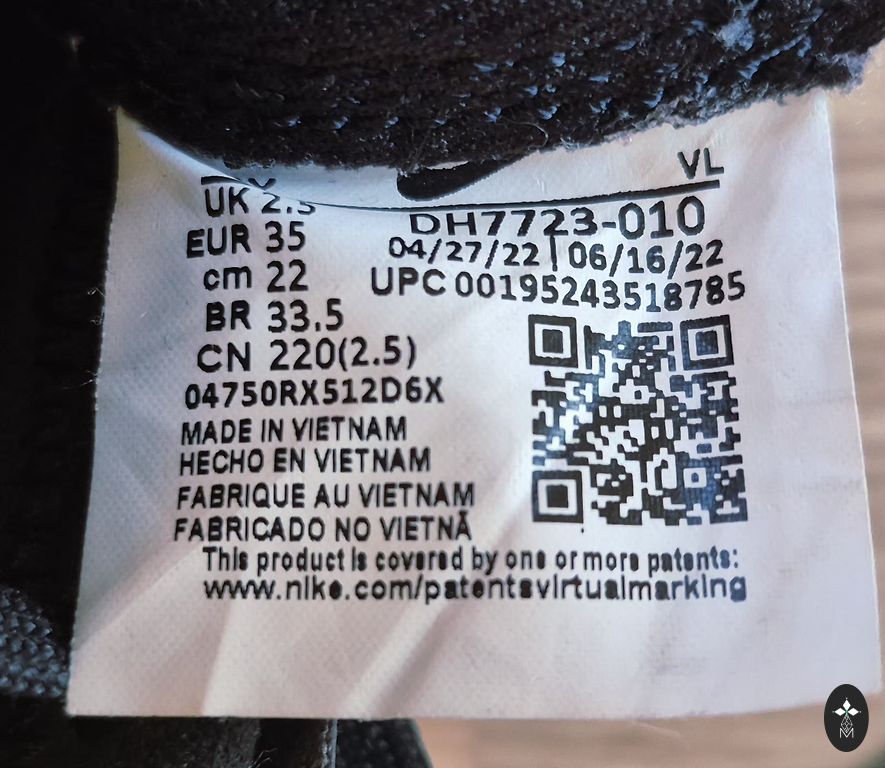 VL
UK 2.5
DH7723-010
EUR 35
04/27/22 | 06/16/22
cm 22
UPC 00195243518785
BR 33.5
CN 220(2.5)
04750RX512D6X
MADE IN VIETNAM
HECHO EN VIETNAM
FABRIQUE AU VIETNAM
FABRICADO NO VIETNÃ
This product is covered by one or more patents:
www.nike.com/patentsvirtualmarking